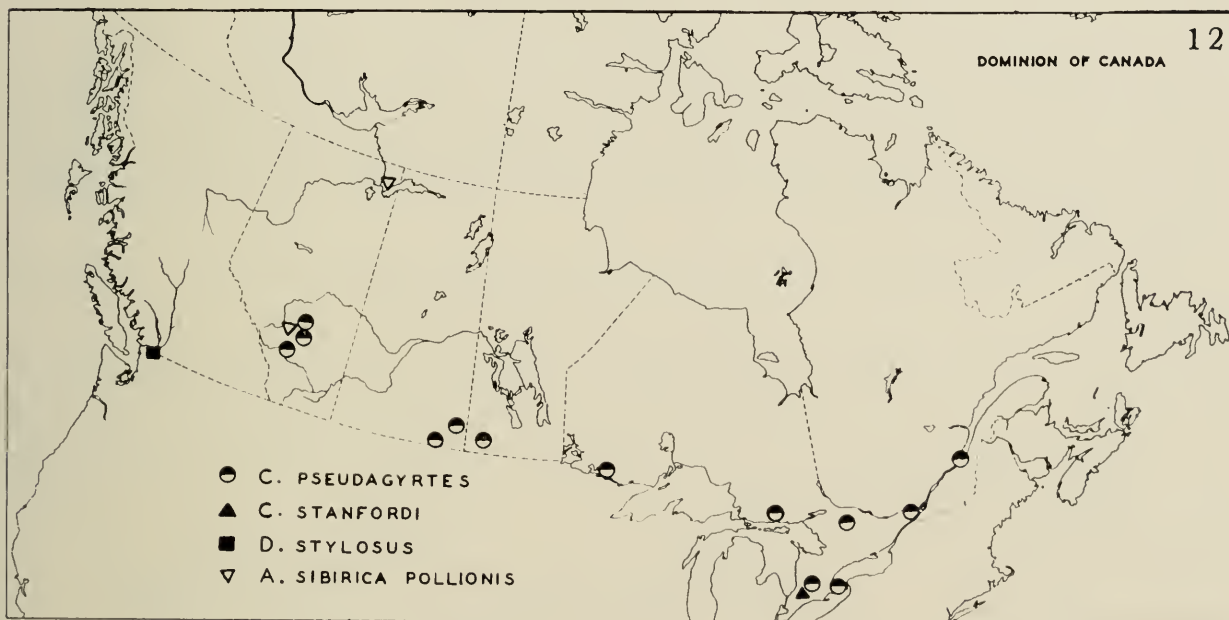 12
DOMINION OF CANADA
C. PSEUDAGYRTES
C. STANFORDI
D. STYLOSUS
A. SIBIRICA POLLIONIS